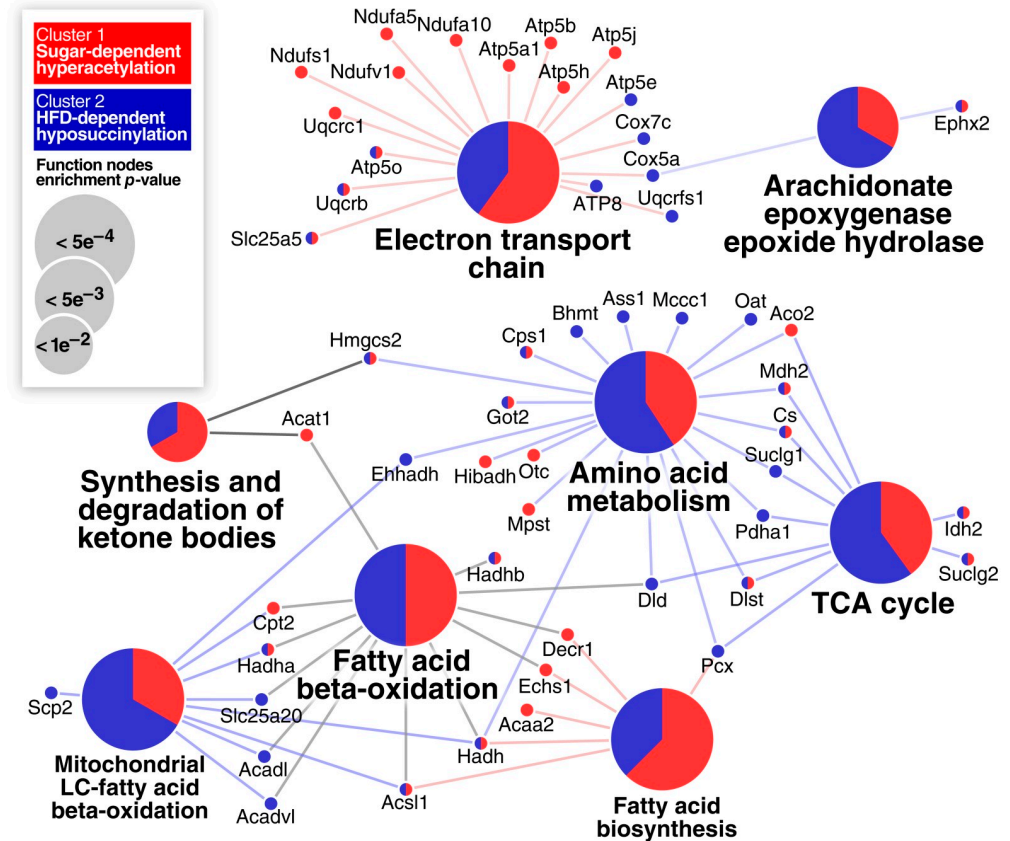 Cluster 1
Sugar-dependent
hyperacetylation
Cluster 2
HFD-dependent
hyposuccinylation
Function nodes
enrichment p-value
< 5e−4
< 5e−3
< 1e−2
Ndufa5
Ndufa10
Atp5b
Atp5j
Ndufs1
Ndufv1
Atp5a1
Atp5h
Atp5e
Uqcrc1
Cox7c
Atp5o
Cox5a
Uqcrb
ATP8
Uqcrfs1
Slc25a5
Electron transport
chain
Ephx2
Arachidonate
epoxygenase
epoxide hydrolase
Hmgcs2
Cps1
Bhmt
Ass1
Mccc1
Oat
Aco2
Mdh2
Acat1
Got2
Cs
Synthesis and
degradation of
ketone bodies
Ehhadh
Hibadh
Otc
Amino acid
metabolism
Suclg1
Mpst
Pdha1
Idh2
Suclg2
TCA cycle
Hadhb
Dld
Dlst
Cpt2
Hadha
Fatty acid
beta-oxidation
Decr1
Echs1
Pcx
Scp2
Slc25a20
Acaa2
Hadh
Mitochondrial
LC-fatty acid
beta-oxidation
Acadl
Acadvl
Acsl1
Fatty acid
biosynthesis